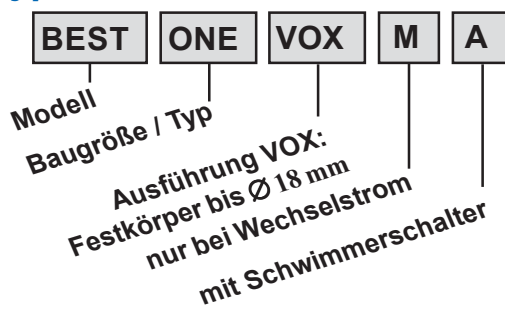 BEST ONE VOX M A
Modell
Baugröße / Typ
Ausführung VOX:
Festkörper bis ∅ 18 mm
nur bei Wechselstrom
mit Schwimmerschalter